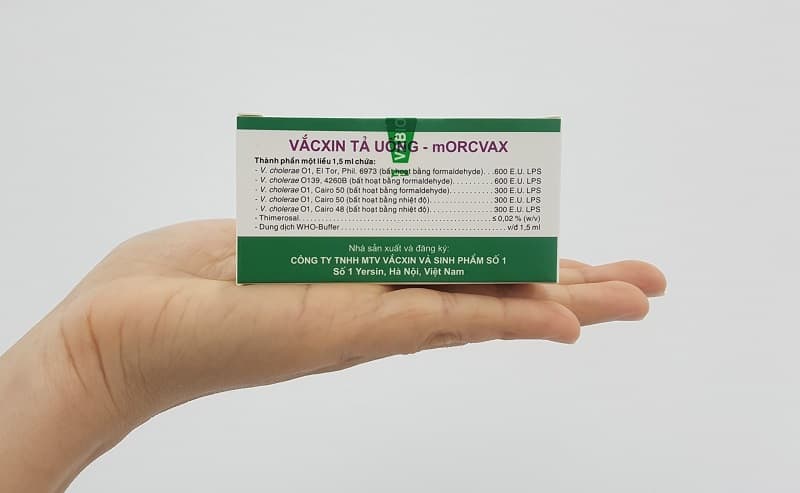 VẮCXIN TẢ UỐNG - mORCVAX
Thành phần một liều 1,5 ml chứa:
- V. cholerae O1, El Tor, Phil. 6973 (bất hoạt bằng formaldehyde)..600 E.U. LPS
- V. cholerae O139, 4260B (bất hoạt bằng formaldehyde)..........600 E.U. LPS
- V. cholerae O1, Cairo 50 (bất hoạt bằng formaldehyde)..........300 E.U. LPS
- V. cholerae O1, Cairo 50 (bất hoạt bằng nhiệt độ)................300 E.U. LPS
- V. cholerae O1, Cairo 48 (bất hoạt bằng nhiệt độ)................300 E.U. LPS
- Thimerosal.............................................≤ 0,02 % (w/v)
- Dung dịch WHO-Buffer.......................................v/đ 1,5 ml
Nhà sản xuất và đăng ký:
CÔNG TY TNHH MTV VẮCXIN VÀ SINH PHẨM SỐ 1
Số 1 Yersin, Hà Nội, Việt Nam